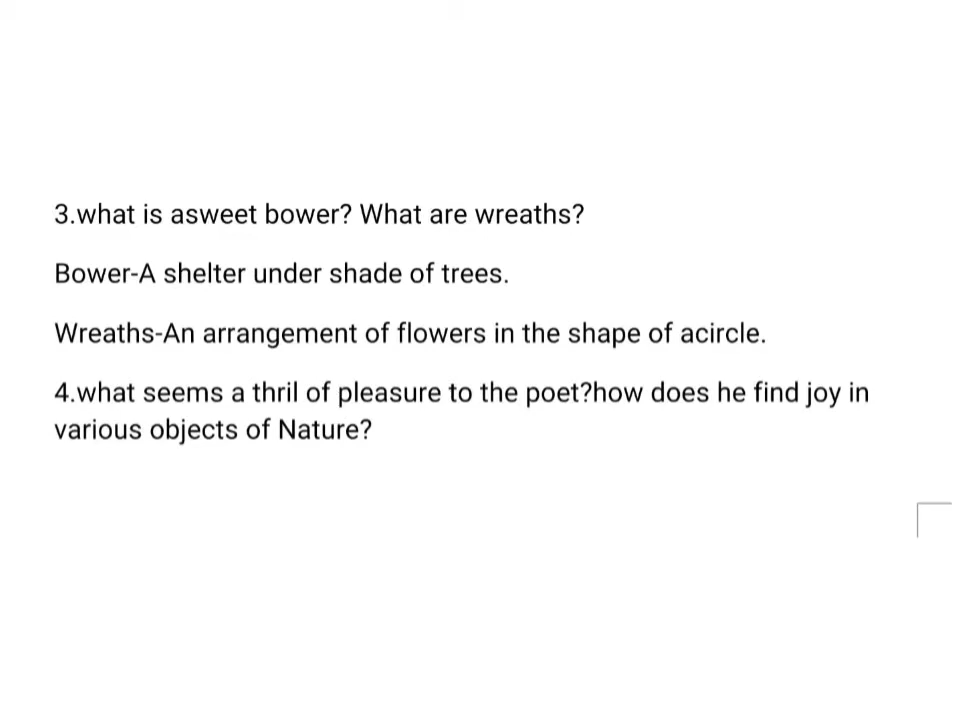 3.what is asweet bower? What are wreaths?
Bower-A shelter under shade of trees.
Wreaths-An arrangement of flowers in the shape of acircle.
4.what seems a thril of pleasure to the poet?how does he find joy in
various objects of Nature?